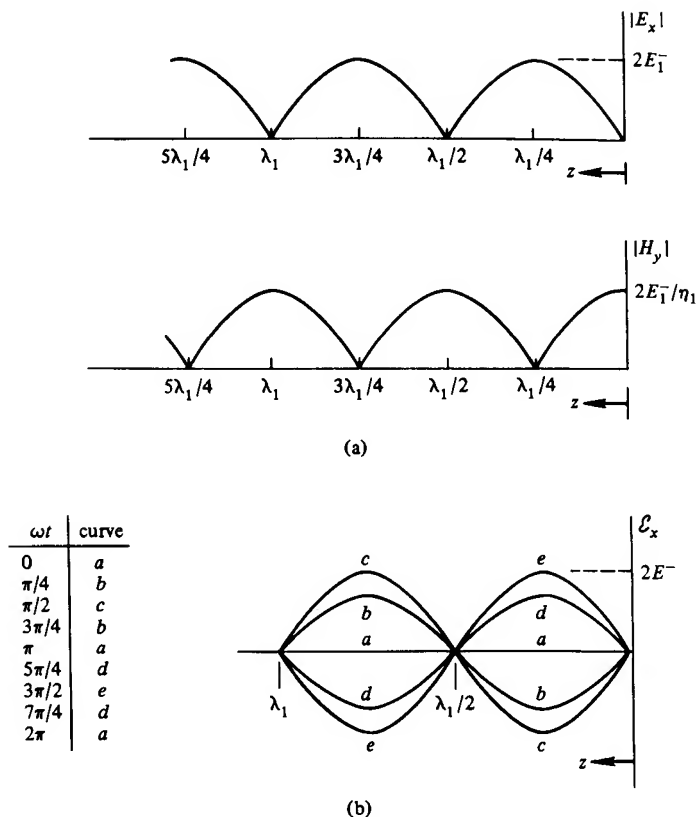 |Eₓ|
2E₁⁻
5λ₁/4 λ₁ 3λ₁/4 λ₁/2 λ₁/4
z
|Hᵧ|
2E₁⁻/η₁
5λ₁/4 λ₁ 3λ₁/4 λ₁/2 λ₁/4
z
(a)
ωt curve
0 a
π/4 b
π/2 c
3π/4 b
π a
5π/4 d
3π/2 e
7π/4 d
2π a
ℰₓ
c e 2E⁻
b d
a a
λ₁ d λ₁/2 b
e c
z
(b)